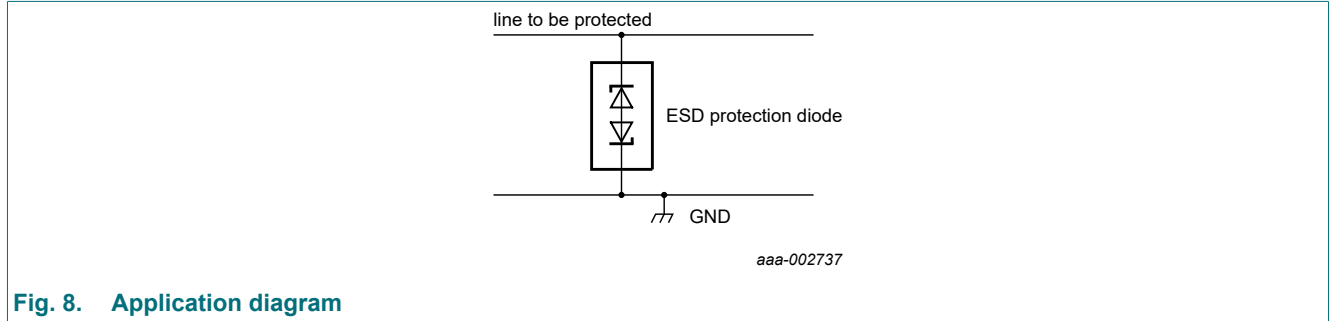 line to be protected
ESD protection diode
GND
aaa-002737
Fig. 8. Application diagram